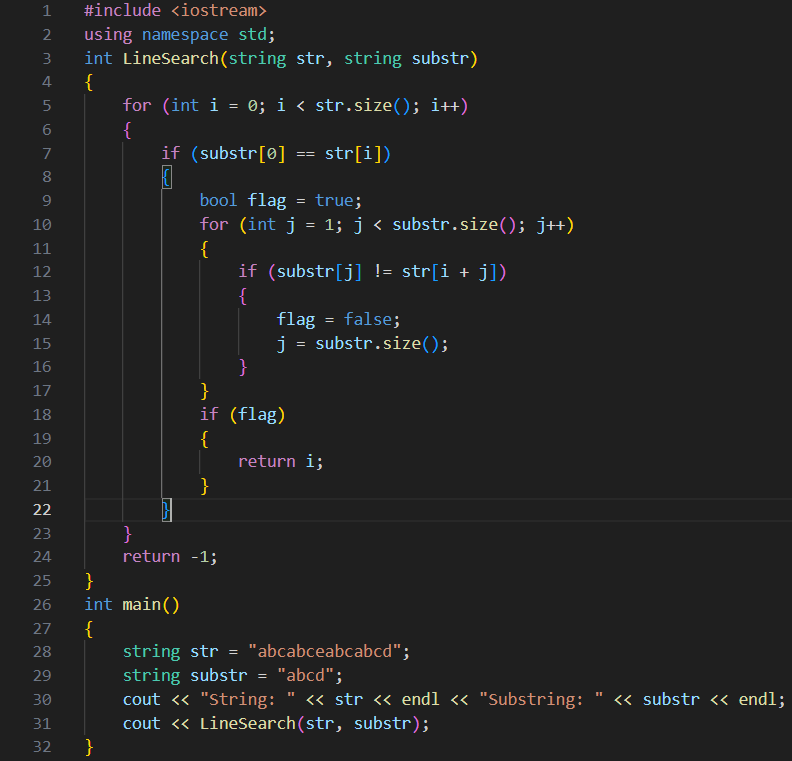 1 #include <iostream>
2 using namespace std;
3 int LineSearch(string str, string substr)
4 {
5     for (int i = 0; i < str.size(); i++)
6     {
7         if (substr[0] == str[i])
8         {
9             bool flag = true;
10             for (int j = 1; j < substr.size(); j++)
11             {
12                 if (substr[j] != str[i + j])
13                 {
14                     flag = false;
15                     j = substr.size();
16                 }
17             }
18             if (flag)
19             {
20                 return i;
21             }
22         }
23     }
24     return -1;
25 }
26 int main()
27 {
28     string str = "abcabceabcabcd";
29     string substr = "abcd";
30     cout << "String: " << str << endl << "Substring: " << substr << endl;
31     cout << LineSearch(str, substr);
32 }